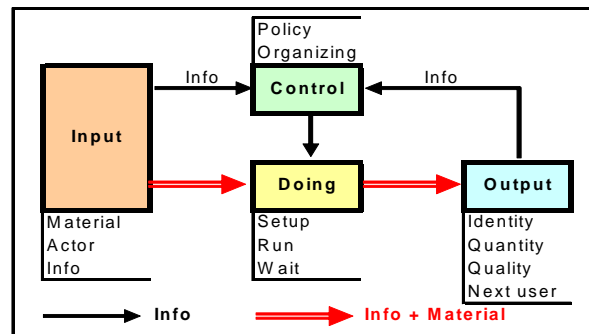 Policy
Organizing
Info
Info
Control
Input
Doing
Output
Material
Actor
Info
Setup
Run
Wait
Identity
Quantity
Quality
Next user
Info
Info + Material